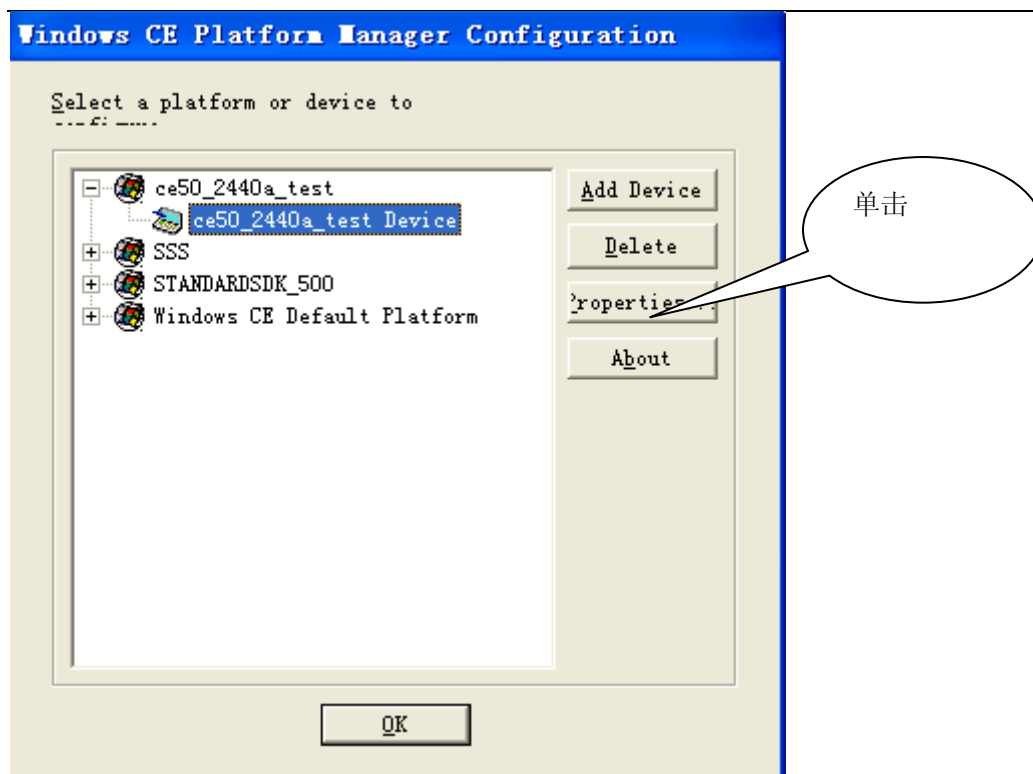 Windows CE Platform Manager Configuration
Select a platform or device to
ce50_2440a_test
ce50_2440a_test Device
SSS
STANDARDSDK_500
Windows CE Default Platform
Add Device
Delete
Properties...
About
单击
OK